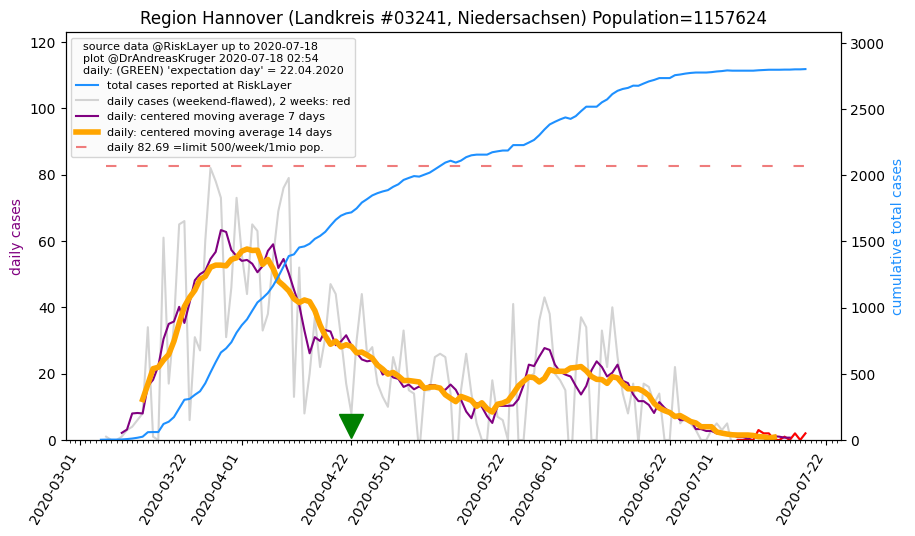 Region Hannover (Landkreis #03241, Niedersachsen) Population=1157624
source data @RiskLayer up to 2020-07-18
plot @DrAndreasKruger 2020-07-18 02:54
daily: (GREEN) 'expectation day' = 22.04.2020
total cases reported at RiskLayer
daily cases (weekend-flawed), 2 weeks: red
daily: centered moving average 7 days
daily: centered moving average 14 days
daily 82.69 =limit 500/week/1mio pop.
daily cases
120
100
80
60
40
20
0
cumulative total cases
3000
2500
2000
1500
1000
500
0
2020-03-01
2020-03-22
2020-04-01
2020-04-22
2020-05-01
2020-05-22
2020-06-01
2020-06-22
2020-07-01
2020-07-22